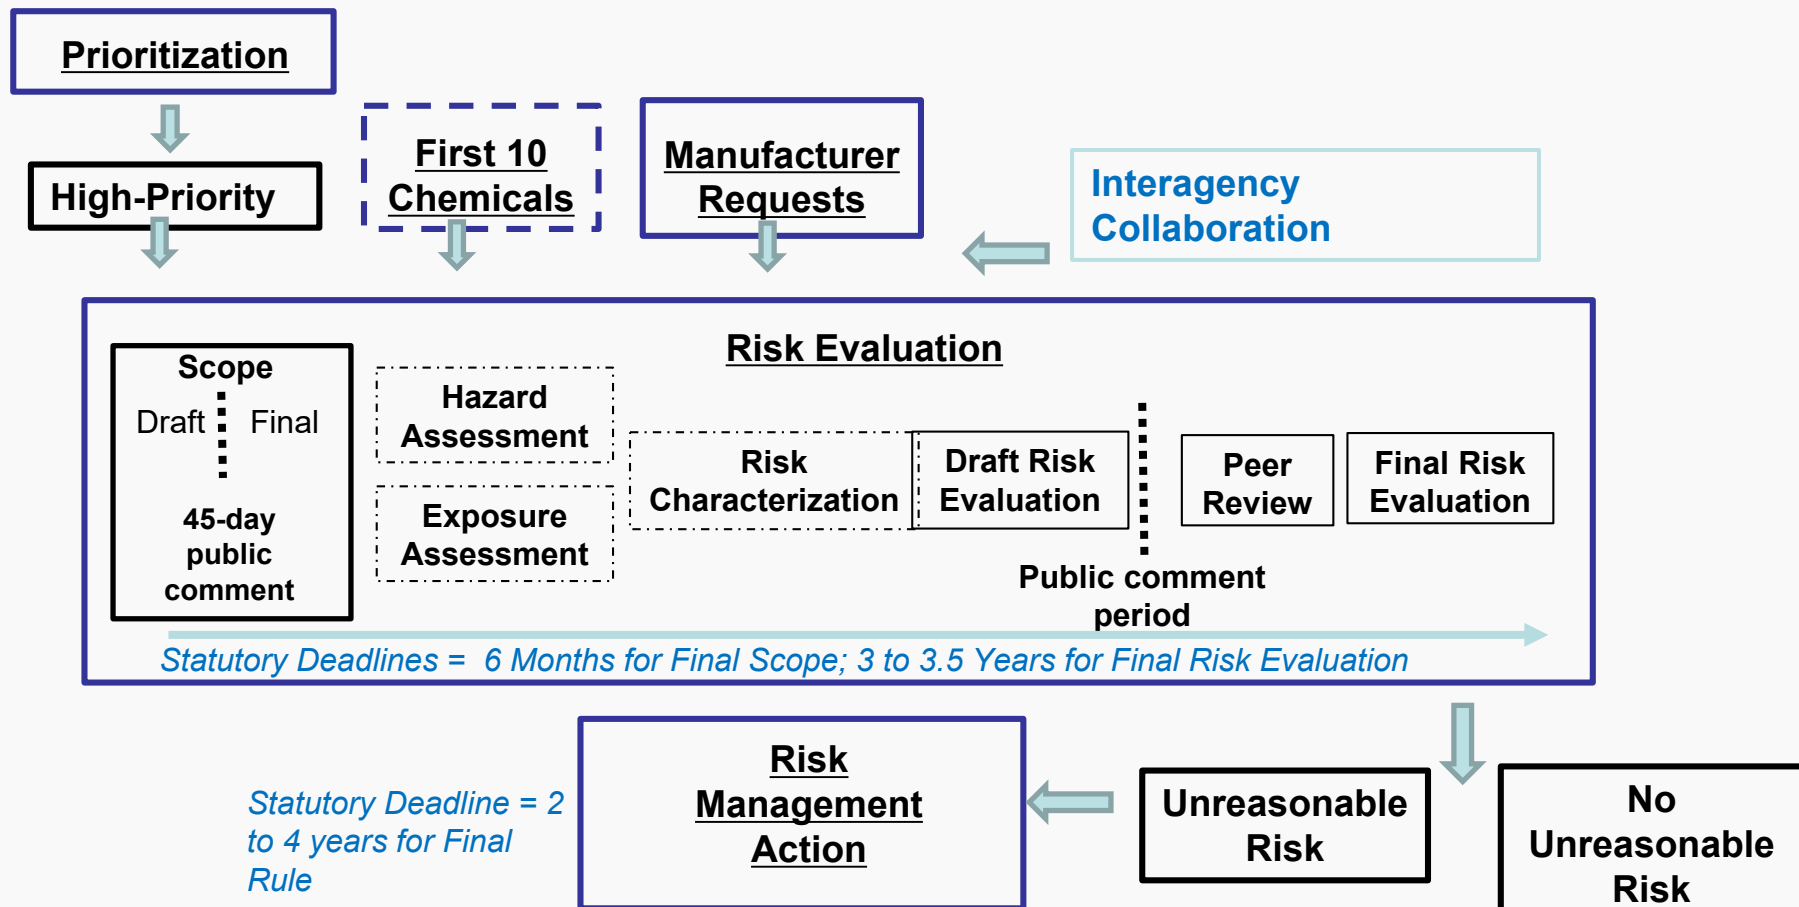 Prioritization
High-Priority
First 10
Chemicals
Manufacturer
Requests
Interagency
Collaboration
Risk Evaluation
Scope
Draft
Final
45-day
public
comment
Hazard
Assessment
Exposure
Assessment
Risk
Characterization
Draft Risk
Evaluation
Public comment
period
Peer
Review
Final Risk
Evaluation
Statutory Deadlines = 6 Months for Final Scope; 3 to 3.5 Years for Final Risk Evaluation
Statutory Deadline = 2
to 4 years for Final
Rule
Risk
Management
Action
Unreasonable
Risk
No
Unreasonable
Risk